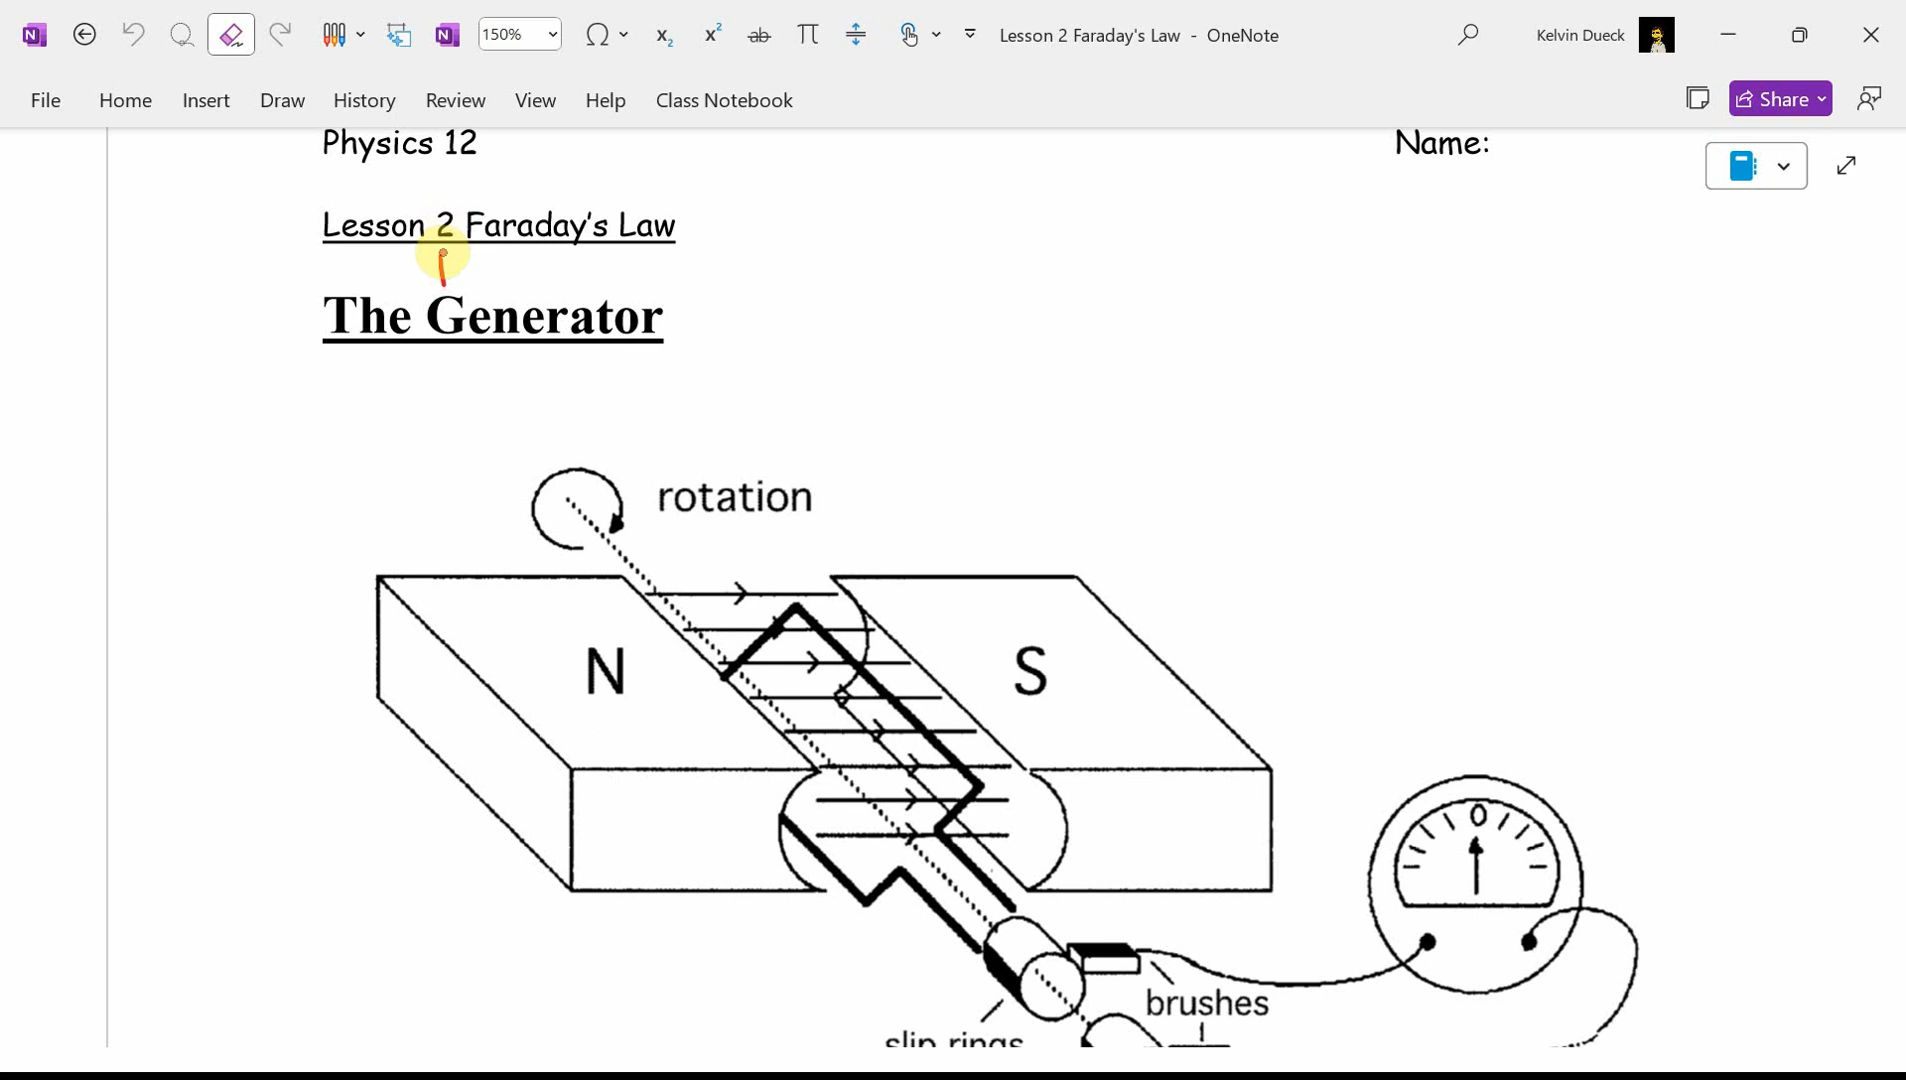 150%
Lesson 2 Faraday's Law - OneNote
Kelvin Dueck
File Home Insert Draw History Review View Help Class Notebook
Share
Physics 12
Name:
Lesson 2 Faraday's Law
The Generator
rotation
N
S
0
brushes
slip rings